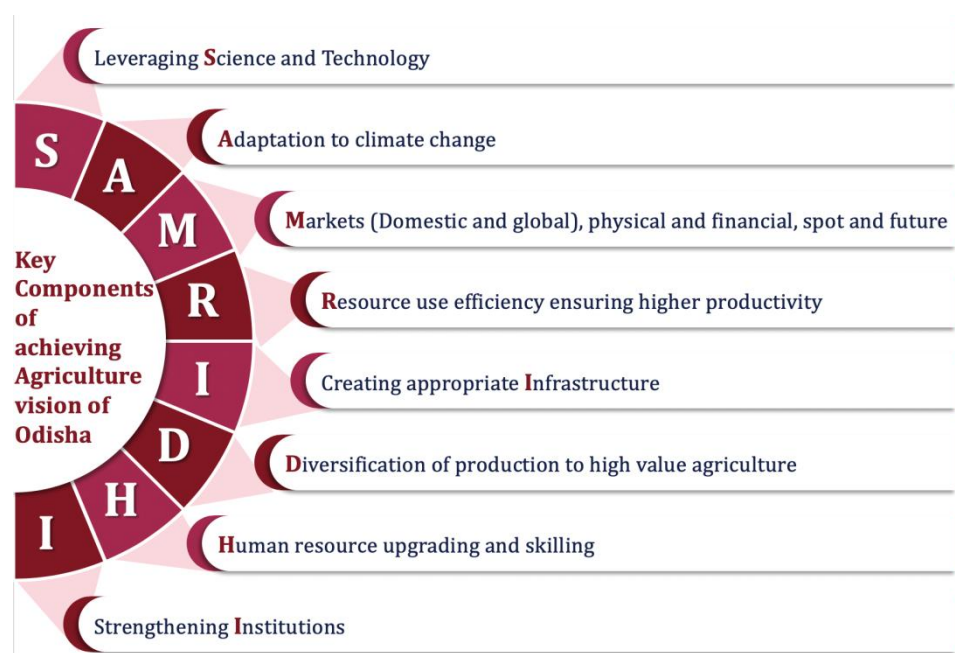 Leveraging Science and Technology
S
Adaptation to climate change
A
Markets (Domestic and global), physical and financial, spot and future
M
Key
Components
of
achieving
Agriculture
vision of
Odisha
Resource use efficiency ensuring higher productivity
R
Creating appropriate Infrastructure
I
Diversification of production to high value agriculture
D
Human resource upgrading and skilling
H
Strengthening Institutions
I